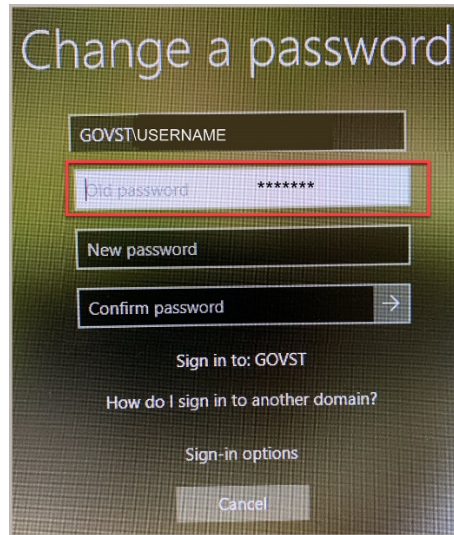 Change a password
GOVST\USERNAME
Old password *******
New password
Confirm password →
Sign in to: GOVST
How do I sign in to another domain?
Sign-in options
Cancel